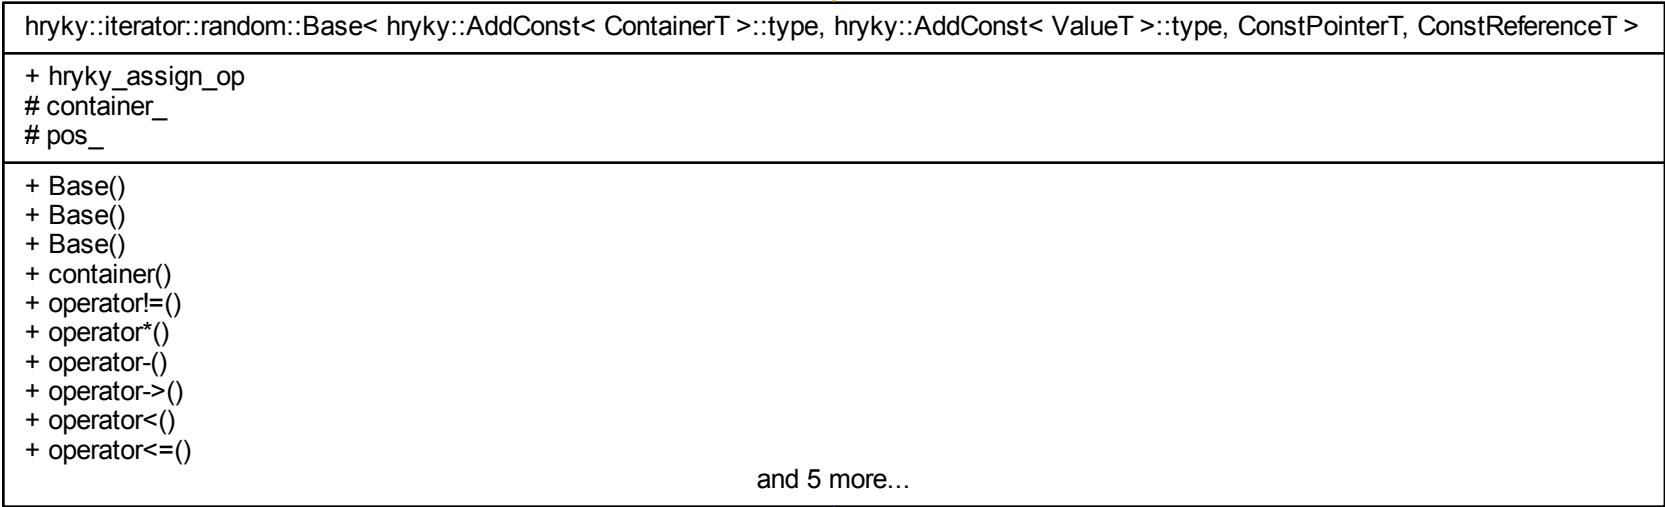 hryky::iterator::random::Base< hryky::AddConst< ContainerT >::type, hryky::AddConst< ValueT >::type, ConstPointerT, ConstReferenceT >
+ hryky_assign_op
# container_
# pos_
+ Base()
+ Base()
+ Base()
+ container()
+ operator!=()
+ operator*()
+ operator-()
+ operator->()
+ operator<()
+ operator<=()
and 5 more...